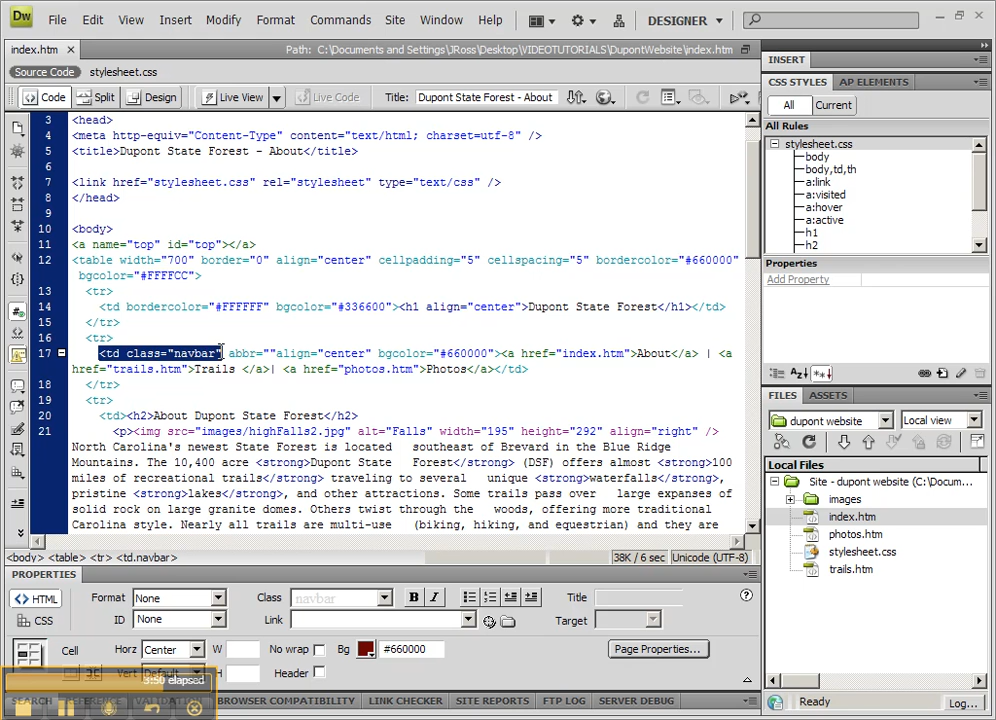 Dw File Edit View Insert Modify Format Commands Site Window Help DESIGNER
index.htm Path: C:\Documents and Settings\JRoss\Desktop\VIDEOTUTORIALS\DupontWebsite\index.htm
Source Code stylesheet.css
Code Split Design Live View Live Code Title: Dupont State Forest - About
3 <head>
4 <meta http-equiv="Content-Type" content="text/html; charset=utf-8" />
5 <title>Dupont State Forest - About</title>
6
7 <link href="stylesheet.css" rel="stylesheet" type="text/css" />
8 </head>
9
10 <body>
11 <a name="top" id="top"></a>
12 <table width="700" border="0" align="center" cellpadding="5" cellspacing="5" bordercolor="#660000"
bgcolor="#FFFFCC">
13 <tr>
14 <td bordercolor="#FFFFFF" bgcolor="#336600"><h1 align="center">Dupont State Forest</h1></td>
15 </tr>
16 <tr>
17 <td class="navbar" abbr=""align="center" bgcolor="#660000"><a href="index.htm">About</a> | <a
href="trails.htm">Trails </a>| <a href="photos.htm">Photos</a></td>
18 </tr>
19 <tr>
20 <td><h2>About Dupont State Forest</h2>
21 <p><img src="images/highFalls2.jpg" alt="Falls" width="195" height="292" align="right" />
North Carolina's newest State Forest is located southeast of Brevard in the Blue Ridge
Mountains. The 10,400 acre <strong>Dupont State Forest</strong> (DSF) offers almost <strong>100
miles of recreational trails</strong> traveling to several unique <strong>waterfalls</strong>,
pristine <strong>lakes</strong>, and other attractions. Some trails pass over large expanses of
solid rock on large granite domes. Others twist through the woods, offering more traditional
Carolina style. Nearly all trails are multi-use (biking, hiking, and equestrian) and they are
<body> <table> <tr> <td.navbar> 38K / 6 sec Unicode (UTF-8)
PROPERTIES
HTML Format None Class navbar B I Title
CSS ID None Link Target
Cell Horz Center W No wrap Bg #660000 Page Properties...
Vert Default H Header
3:50 elapsed
SEARCH REFERENCE VALIDATION BROWSER COMPATIBILITY LINK CHECKER SITE REPORTS FTP LOG SERVER DEBUG
INSERT
CSS STYLES AP ELEMENTS
All Current
All Rules
stylesheet.css
body
body,td,th
a:link
a:visited
a:hover
a:active
h1
h2
Properties
Add Property
FILES ASSETS
dupont website Local view
Local Files
Site - dupont website (C:\Docum...
images
index.htm
photos.htm
stylesheet.css
trails.htm
Ready Log...